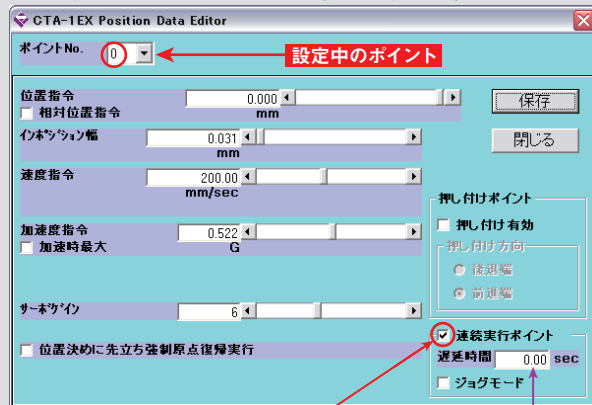 CTA-1EX Position Data Editor
ポイントNo.
0
設定中のポイント
位置指令
0.000
相対位置指令
mm
保存
インポジション幅
0.031
mm
閉じる
速度指令
200.00
mm/sec
押し付けポイント
押し付け有効
加速度指令
0.522
加速時最大
G
押し付け方向
後退端
前進端
サーボゲイン
6
連続実行ポイント
位置決めに先立ち強制原点復帰実行
遅延時間
0.00
sec
ジョグモード